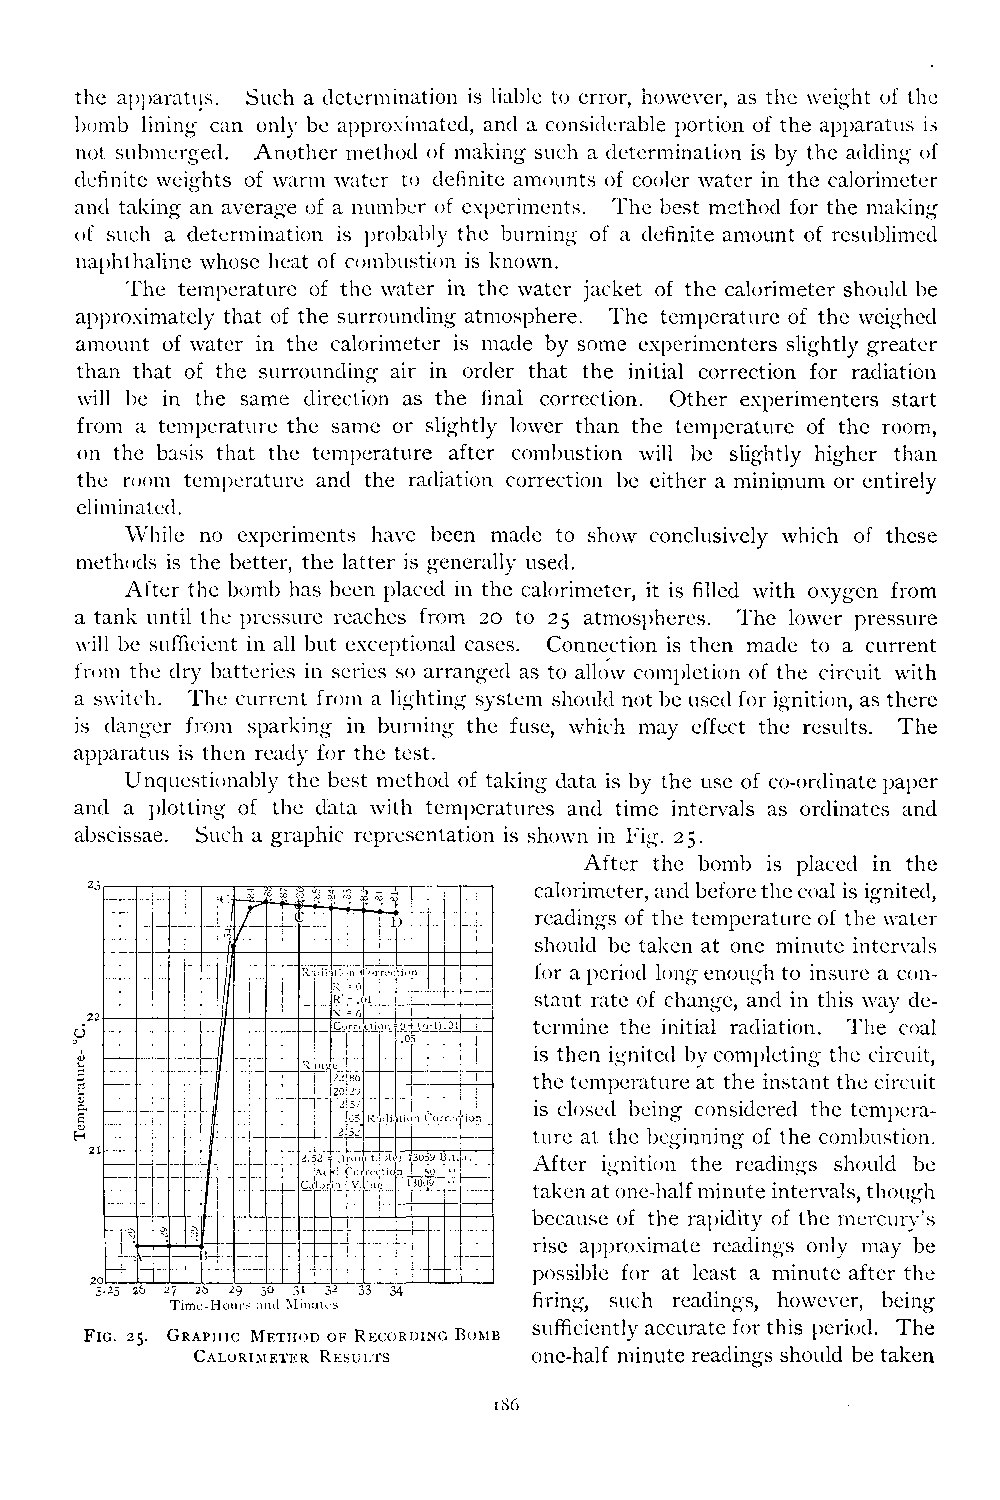 the apparatus. Such a determination is liable to error, however, as the weight of the
bomb lining can only be approximated, and a considerable portion of the apparatus is
not submerged. Another method of making such a determination is by the adding of
definite weights of warm water to definite amounts of cooler water in the calorimeter
and taking an average of a number of experiments. The best method for the making
of such a determination is probably the burning of a definite amount of resublimed
naphthaline whose heat of combustion is known.
The temperature of the water in the water jacket of the calorimeter should be
approximately that of the surrounding atmosphere. The temperature of the weighed
amount of water in the calorimeter is made by some experimenters slightly greater
than that of the surrounding air in order that the initial correction for radiation
will be in the same direction as the final correction. Other experimenters start
from a temperature the same or slightly lower than the temperature of the room,
on the basis that the temperature after combustion will be slightly higher than
the room temperature and the radiation correction be either a minimum or entirely
eliminated.
While no experiments have been made to show conclusively which of these
methods is the better, the latter is generally used.
After the bomb has been placed in the calorimeter, it is filled with oxygen from
a tank until the pressure reaches from 20 to 25 atmospheres. The lower pressure
will be sufficient in all but exceptional cases. Connection is then made to a current
from the dry batteries in series so arranged as to allow completion of the circuit with
a switch. The current from a lighting system should not be used for ignition, as there
is danger from sparking in burning the fuse, which may effect the results. The
apparatus is then ready for the test.
Unquestionably the best method of taking data is by the use of co-ordinate paper
and a plotting of the data with temperatures and time intervals as ordinates and
abscissae. Such a graphic representation is shown in Fig. 25.
After the bomb is placed in the
calorimeter, and before the coal is ignited,
readings of the temperature of the water
should be taken at one minute intervals
for a period long enough to insure a con-
stant rate of change, and in this way de-
termine the initial radiation. The coal
is then ignited by completing the circuit,
the temperature at the instant the circuit
is closed being considered the tempera-
ture at the beginning of the combustion.
After ignition the readings should be
taken at one-half minute intervals, though
because of the rapidity of the mercury's
rise approximate readings only may be
possible for at least a minute after the
firing, such readings, however, being
sufficiently accurate for this period. The
one-half minute readings should be taken
23
22
21
20
Temperature-°C.
C
D
A
B
Radiation Correction
R' = .01
Correction
.05
Range
22.86
20.29
2.57
.05 Radiation Correction
2.52
13059 B.t.u.
Acid Correction 50
Calorific Value 13009
3.25 26 27 28 29 30 31 32 33 34
Time-Hours and Minutes
Fig. 25. Graphic Method of Recording Bomb
Calorimeter Results
186